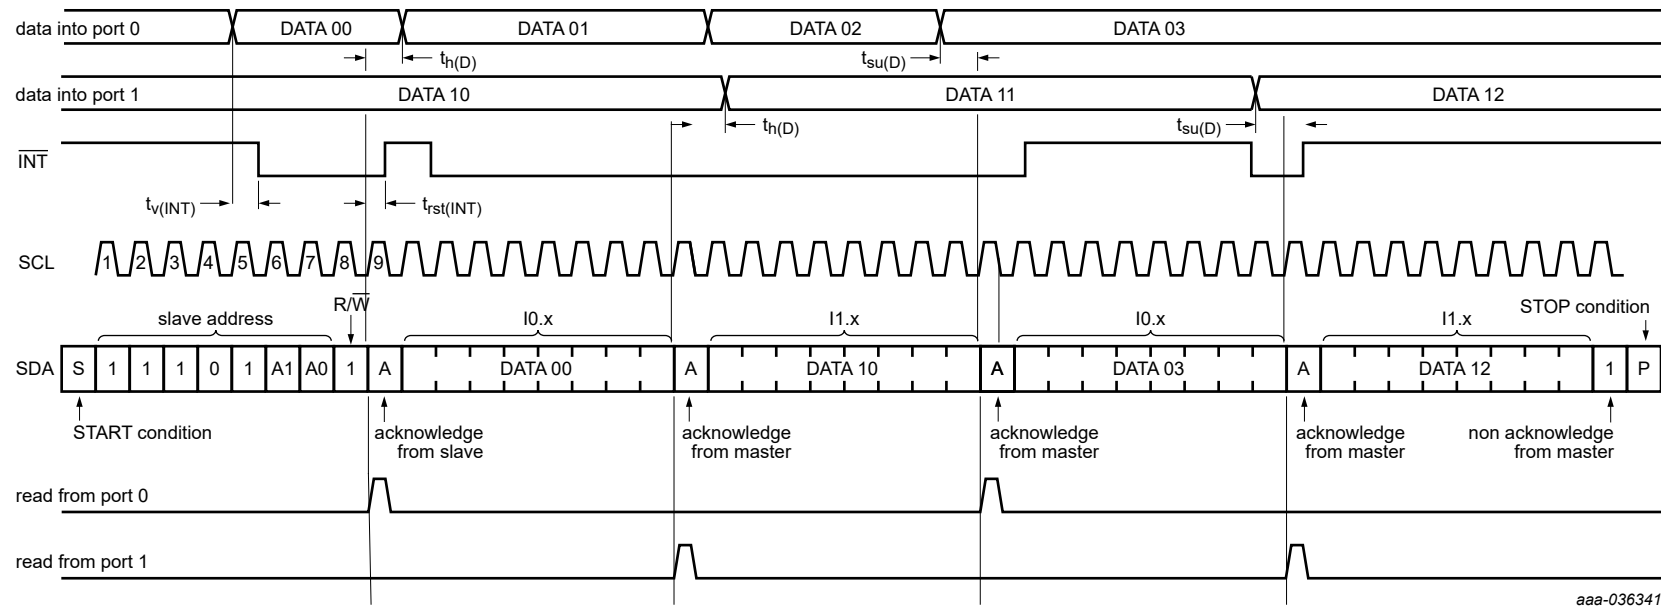 data into port 0 DATA 00 DATA 01 DATA 02 DATA 03
th(D) tsu(D)
data into port 1 DATA 10 DATA 11 DATA 12
th(D) tsu(D)
INT
tv(INT) trst(INT)
SCL 1 2 3 4 5 6 7 8 9
R/W STOP condition
slave address I0.x I1.x I0.x I1.x
SDA S 1 1 1 0 1 A1 A0 1 A DATA 00 A DATA 10 A DATA 03 A DATA 12 1 P
START condition
acknowledge
from slave
acknowledge
from master
acknowledge
from master
acknowledge
from master
non acknowledge
from master
read from port 0
read from port 1
aaa-036341